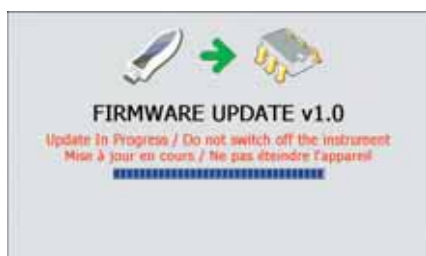 FIRMWARE UPDATE v1.0
Update In Progress / Do not switch off the instrument
Mise à jour en cours / Ne pas éteindre l'appareil